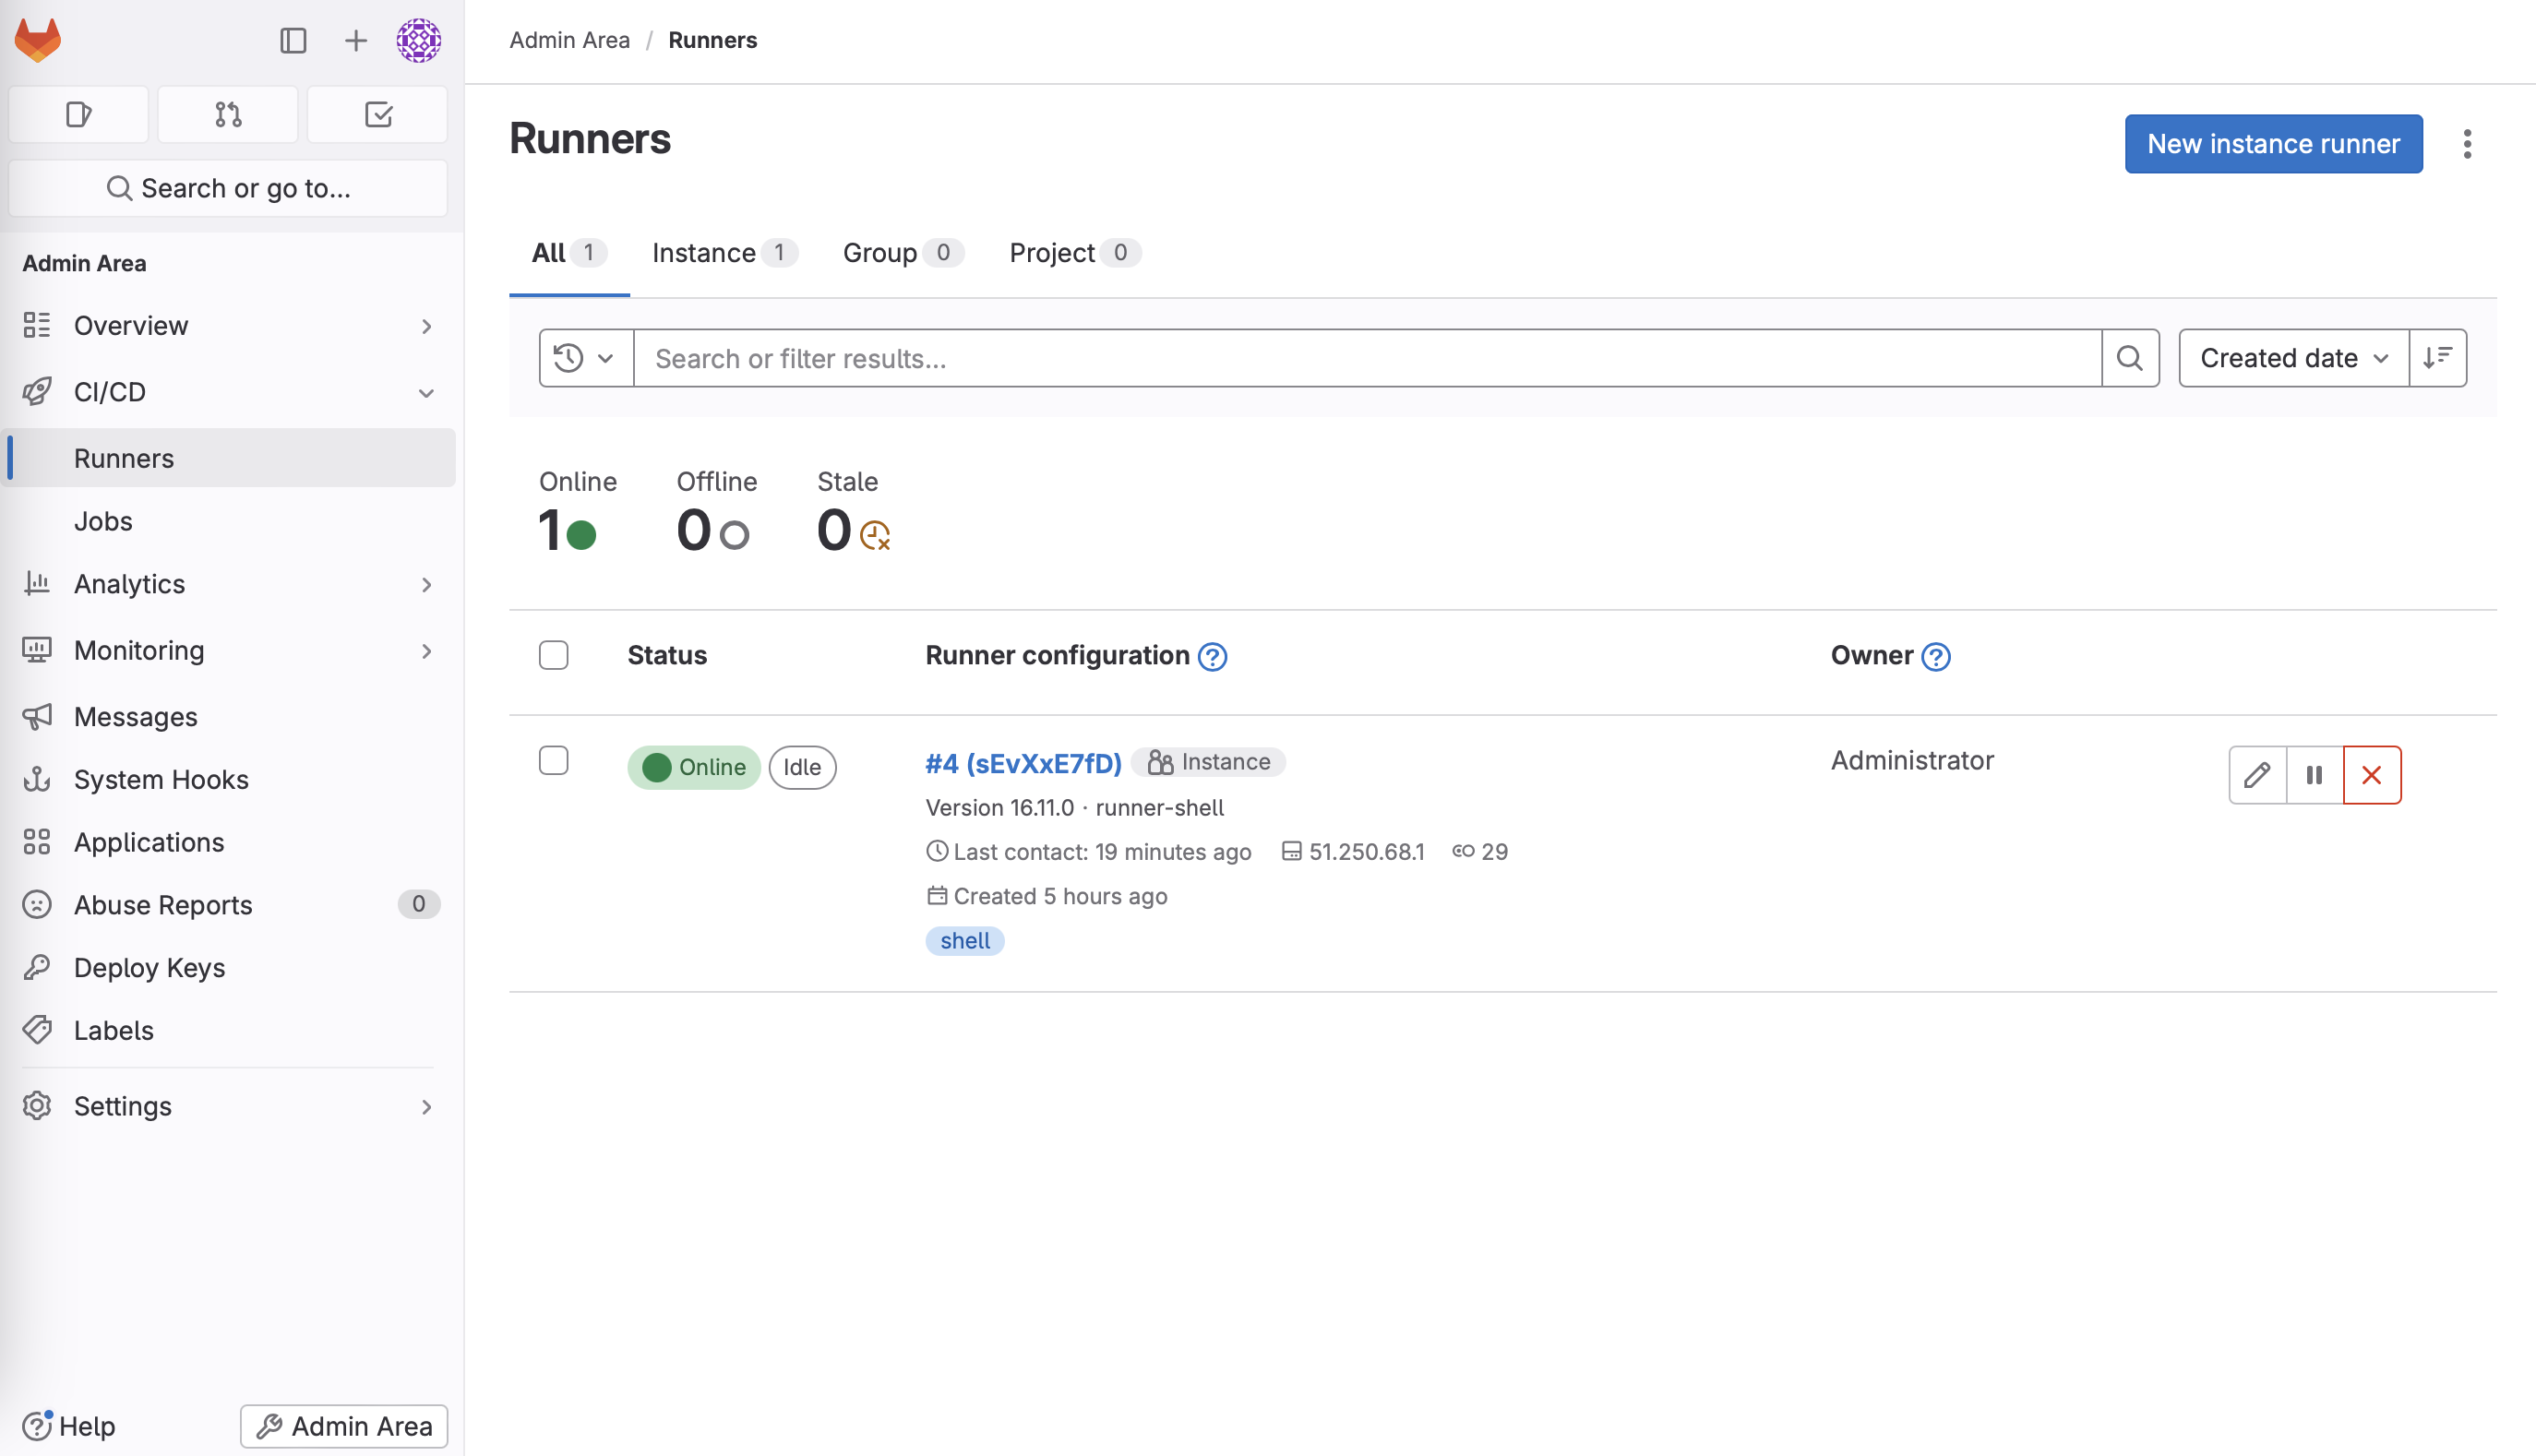 Admin Area / Runners
Search or go to...
Admin Area
Overview
CI/CD
Runners
Jobs
Analytics
Monitoring
Messages
System Hooks
Applications
Abuse Reports 0
Deploy Keys
Labels
Settings
Help
Admin Area
Runners
New instance runner
All 1 Instance 1 Group 0 Project 0
Search or filter results...
Created date
Online Offline Stale
1 0 0
Status Runner configuration Owner
Online Idle #4 (sEvXxE7fD) Instance Administrator
Version 16.11.0 · runner-shell
Last contact: 19 minutes ago 51.250.68.1 29
Created 5 hours ago
shell